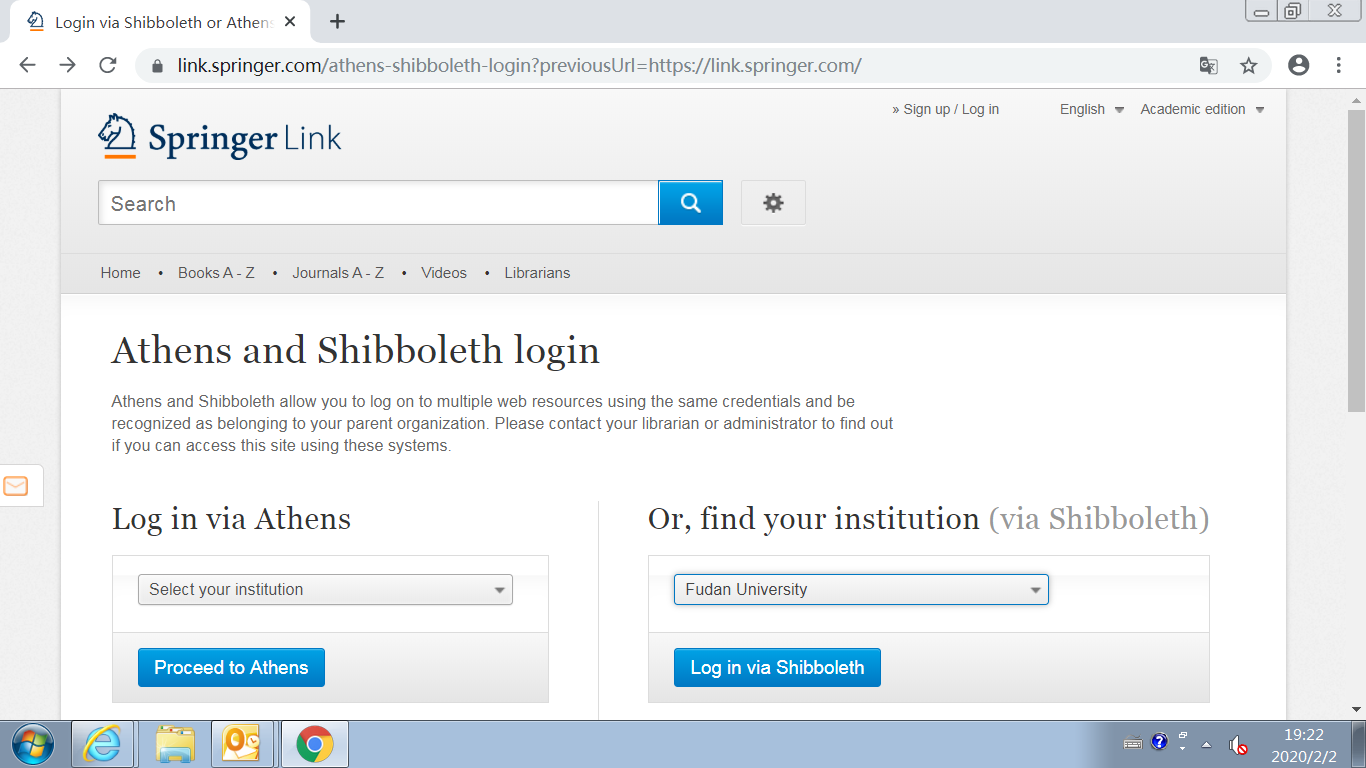 Login via Shibboleth or Athens
link.springer.com/athens-shibboleth-login?previousUrl=https://link.springer.com/
» Sign up / Log in
English
Academic edition
Springer Link
Search
Home • Books A - Z • Journals A - Z • Videos • Librarians
Athens and Shibboleth login
Athens and Shibboleth allow you to log on to multiple web resources using the same credentials and be
recognized as belonging to your parent organization. Please contact your librarian or administrator to find out
if you can access this site using these systems.
Log in via Athens
Select your institution
Proceed to Athens
Or, find your institution (via Shibboleth)
Fudan University
Log in via Shibboleth
19:22
2020/2/2